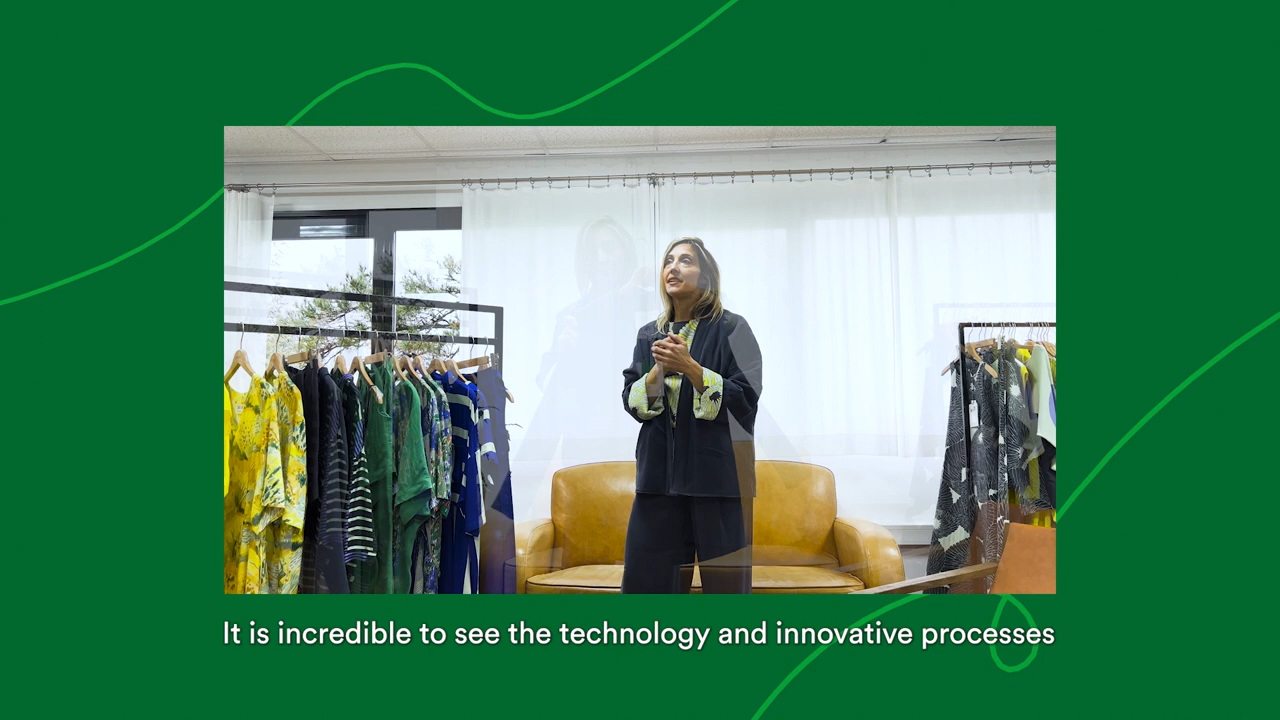 It is incredible to see the technology and innovative processes